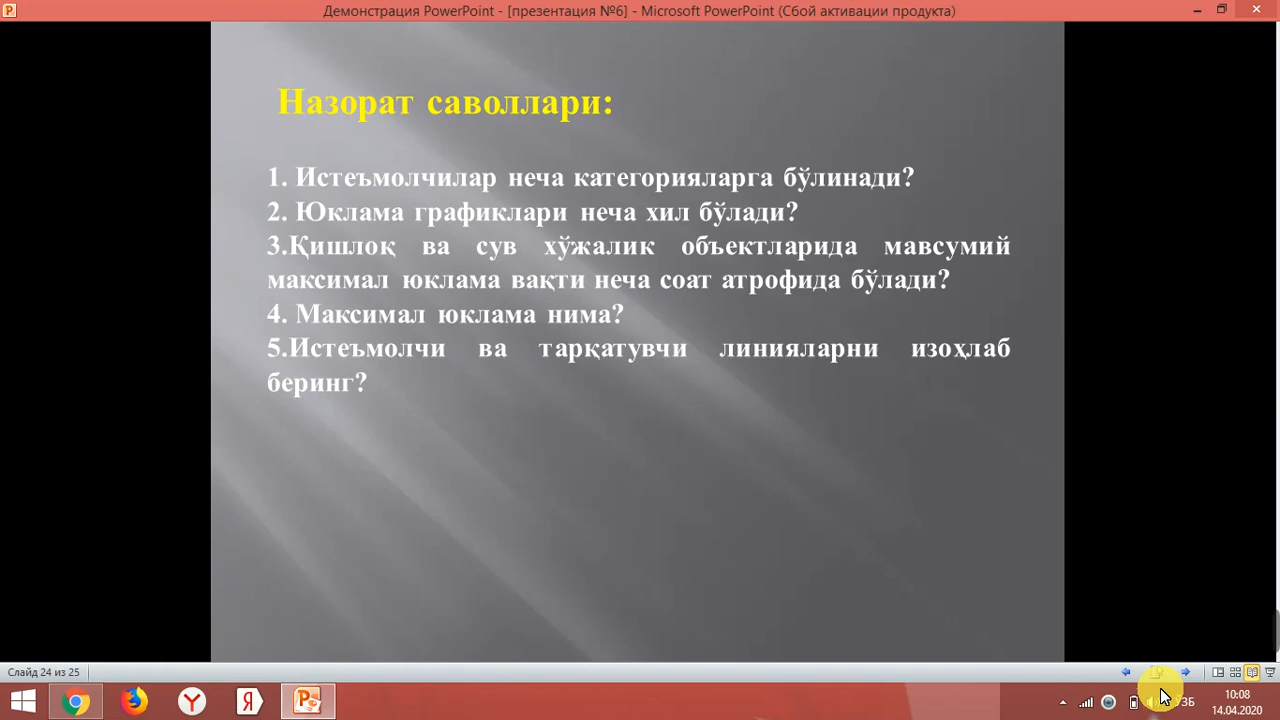 Демонстрация PowerPoint - [презентация №6] - Microsoft PowerPoint (Сбой активации продукта)
Назорат саволлари:
1. Истеъмолчилар неча категорияларга бўлинади?
2. Юклама графиклари неча хил бўлади?
3.Қишлоқ ва сув хўжалик объектларида мавсумий
максимал юклама вақти неча соат атрофида бўлади?
4. Максимал юклама нима?
5.Истеъмолчи ва тарқатувчи линияларни изоҳлаб
беринг?
Слайд 24 из 25
10:08
14.04.2020